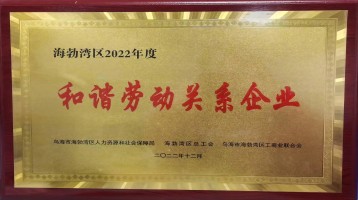 海勃湾区2022年度
和谐劳动关系企业
乌海市海勃湾区人力资源和社会保障局 海勃湾区总工会 乌海市海勃湾区工商业联合会
二〇二二年十二月